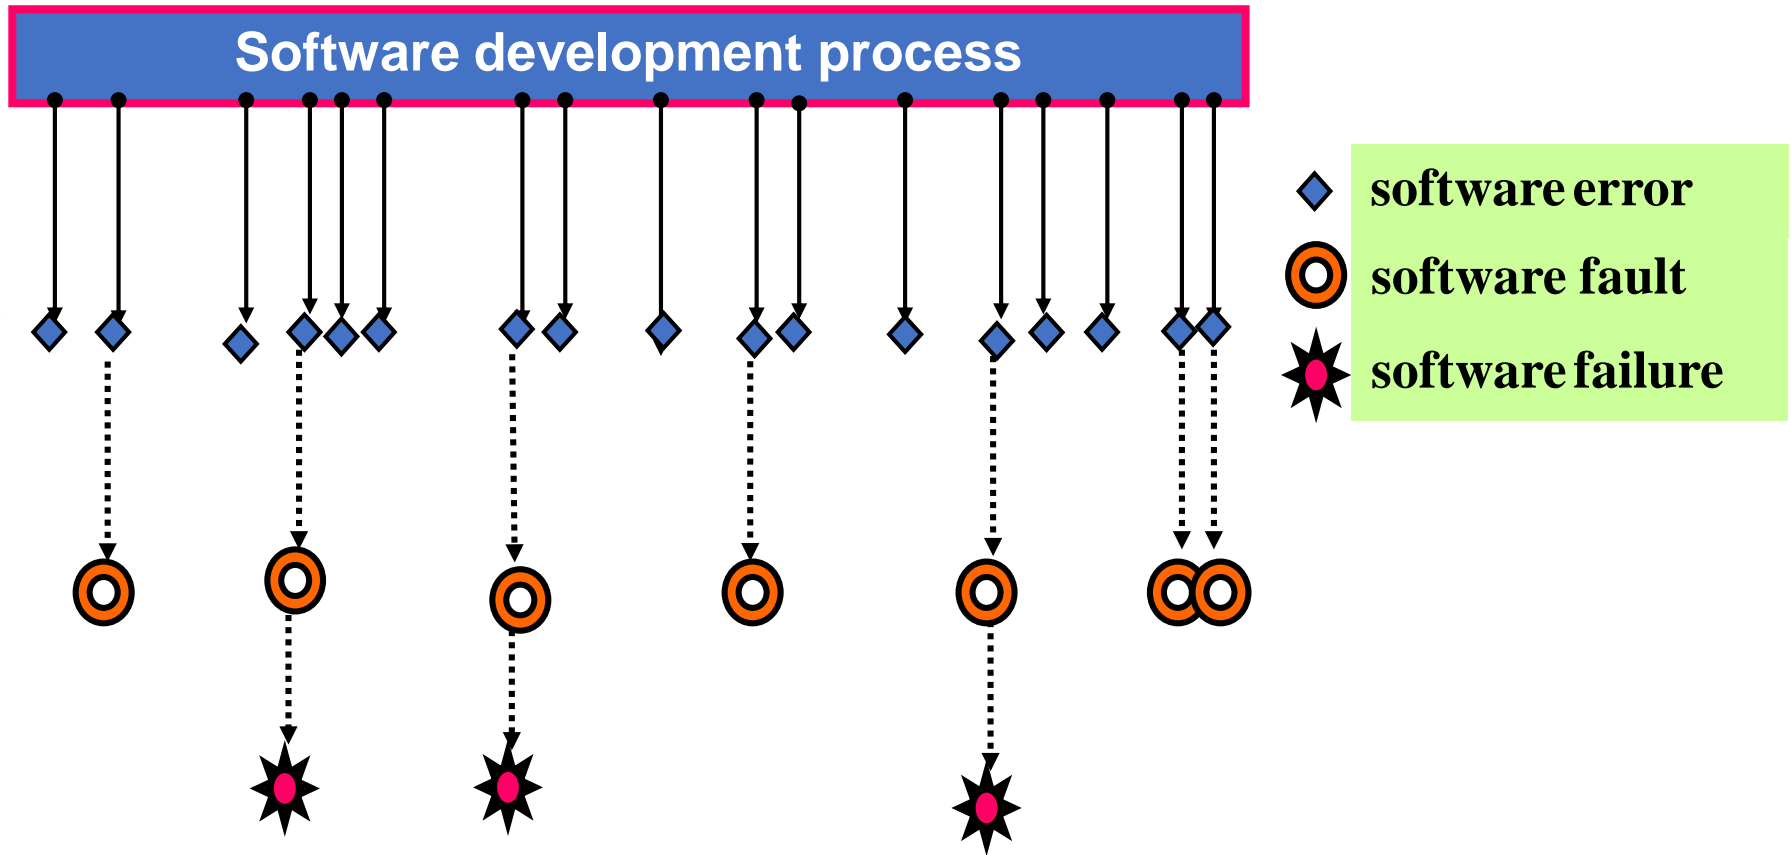 Software development process
software error
software fault
software failure